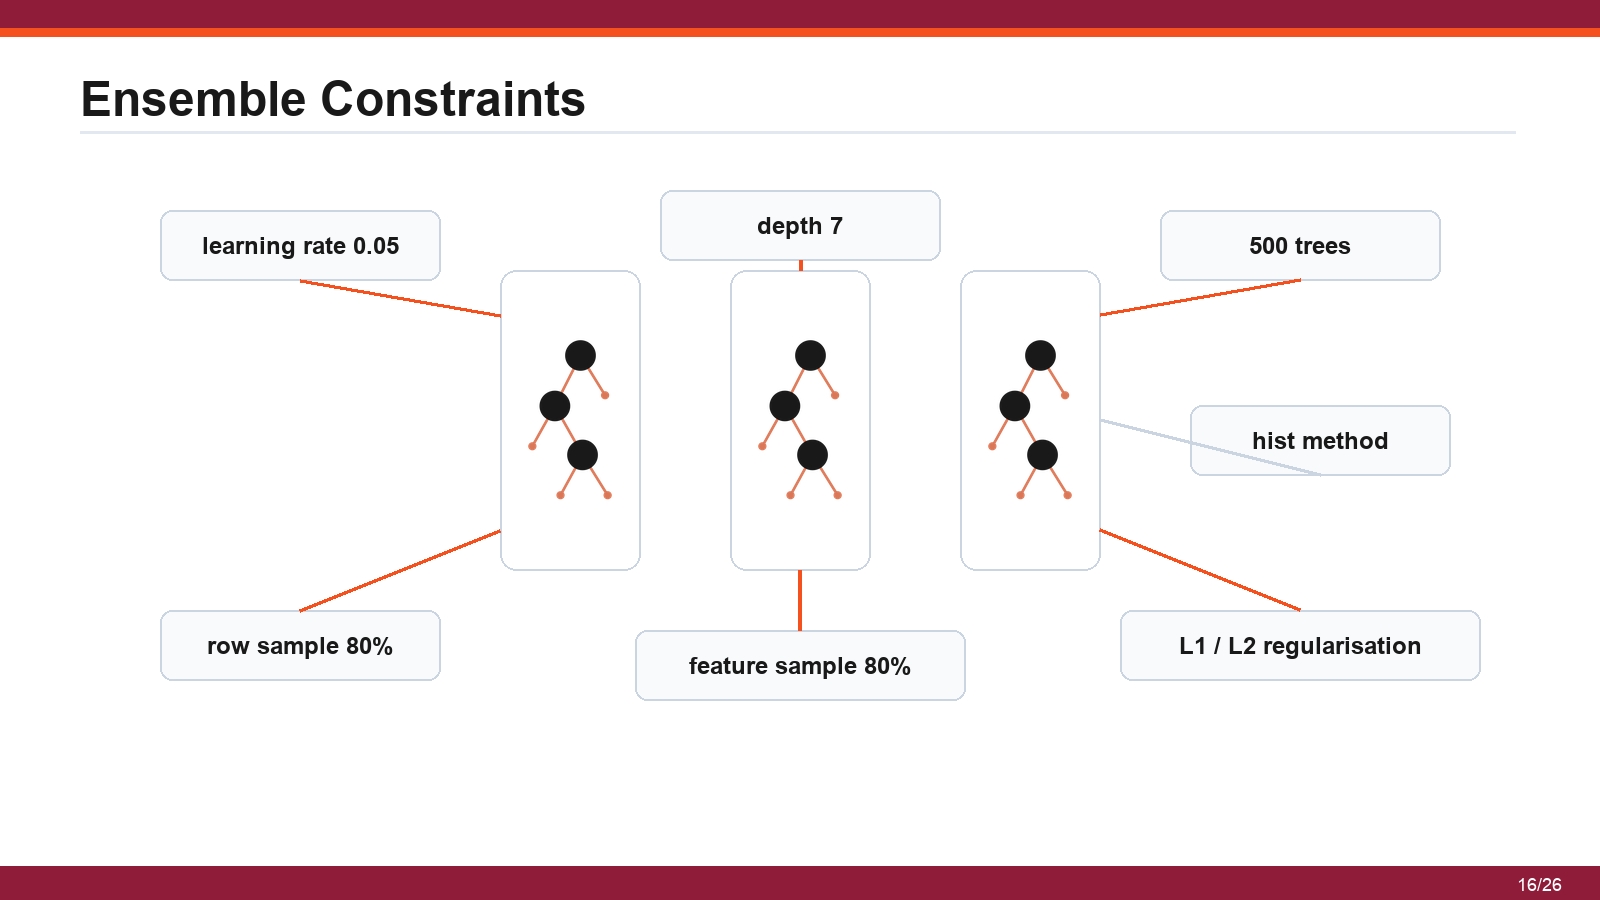 Ensemble Constraints
learning rate 0.05
depth 7
500 trees
hist method
row sample 80%
feature sample 80%
L1 / L2 regularisation
16/26